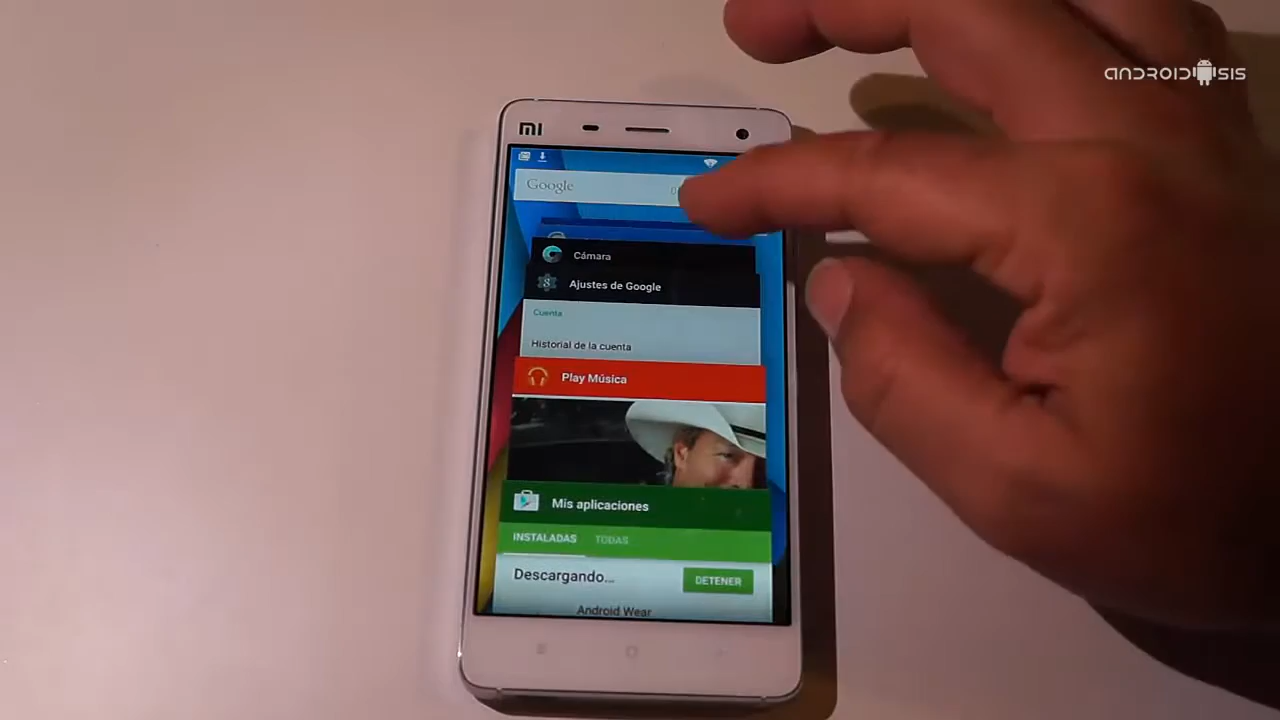 ANDROIDSIS
mi
Google
Cámara
Ajustes de Google
Cuenta
Historial de la cuenta
Play Música
Mis aplicaciones
INSTALADAS TODAS
Descargando... DETENER
Android Wear